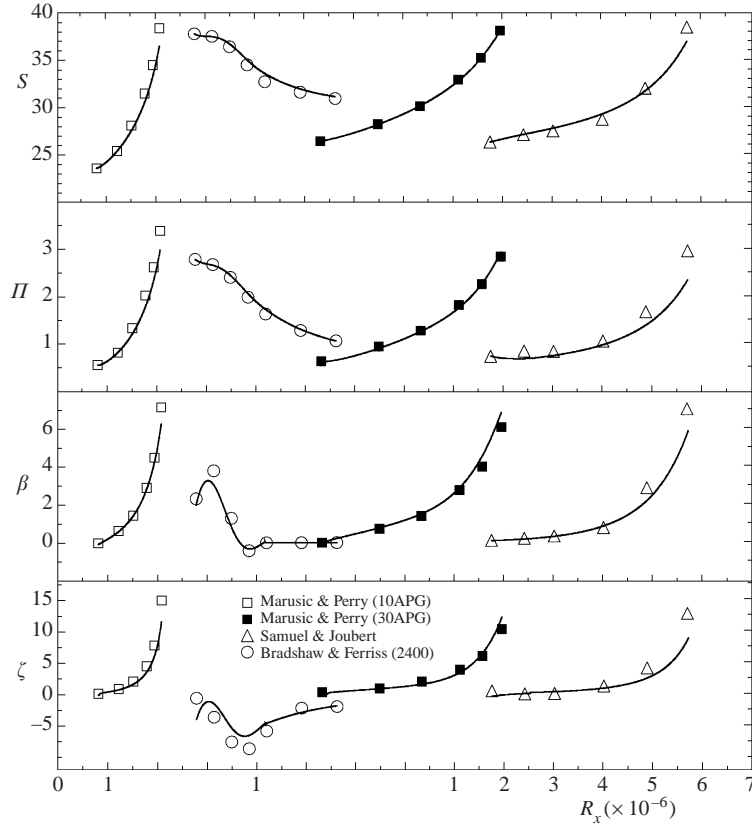 40
35
S
30
25
3
Π
2
1
6
4
β
2
0
15
□ Marusic & Perry (10APG)
10
■ Marusic & Perry (30APG)
5
△ Samuel & Joubert
ζ
○ Bradshaw & Ferriss (2400)
0
−5
0 1 1 1 2 3 4 5 6 7
R_x (× 10⁻⁶)